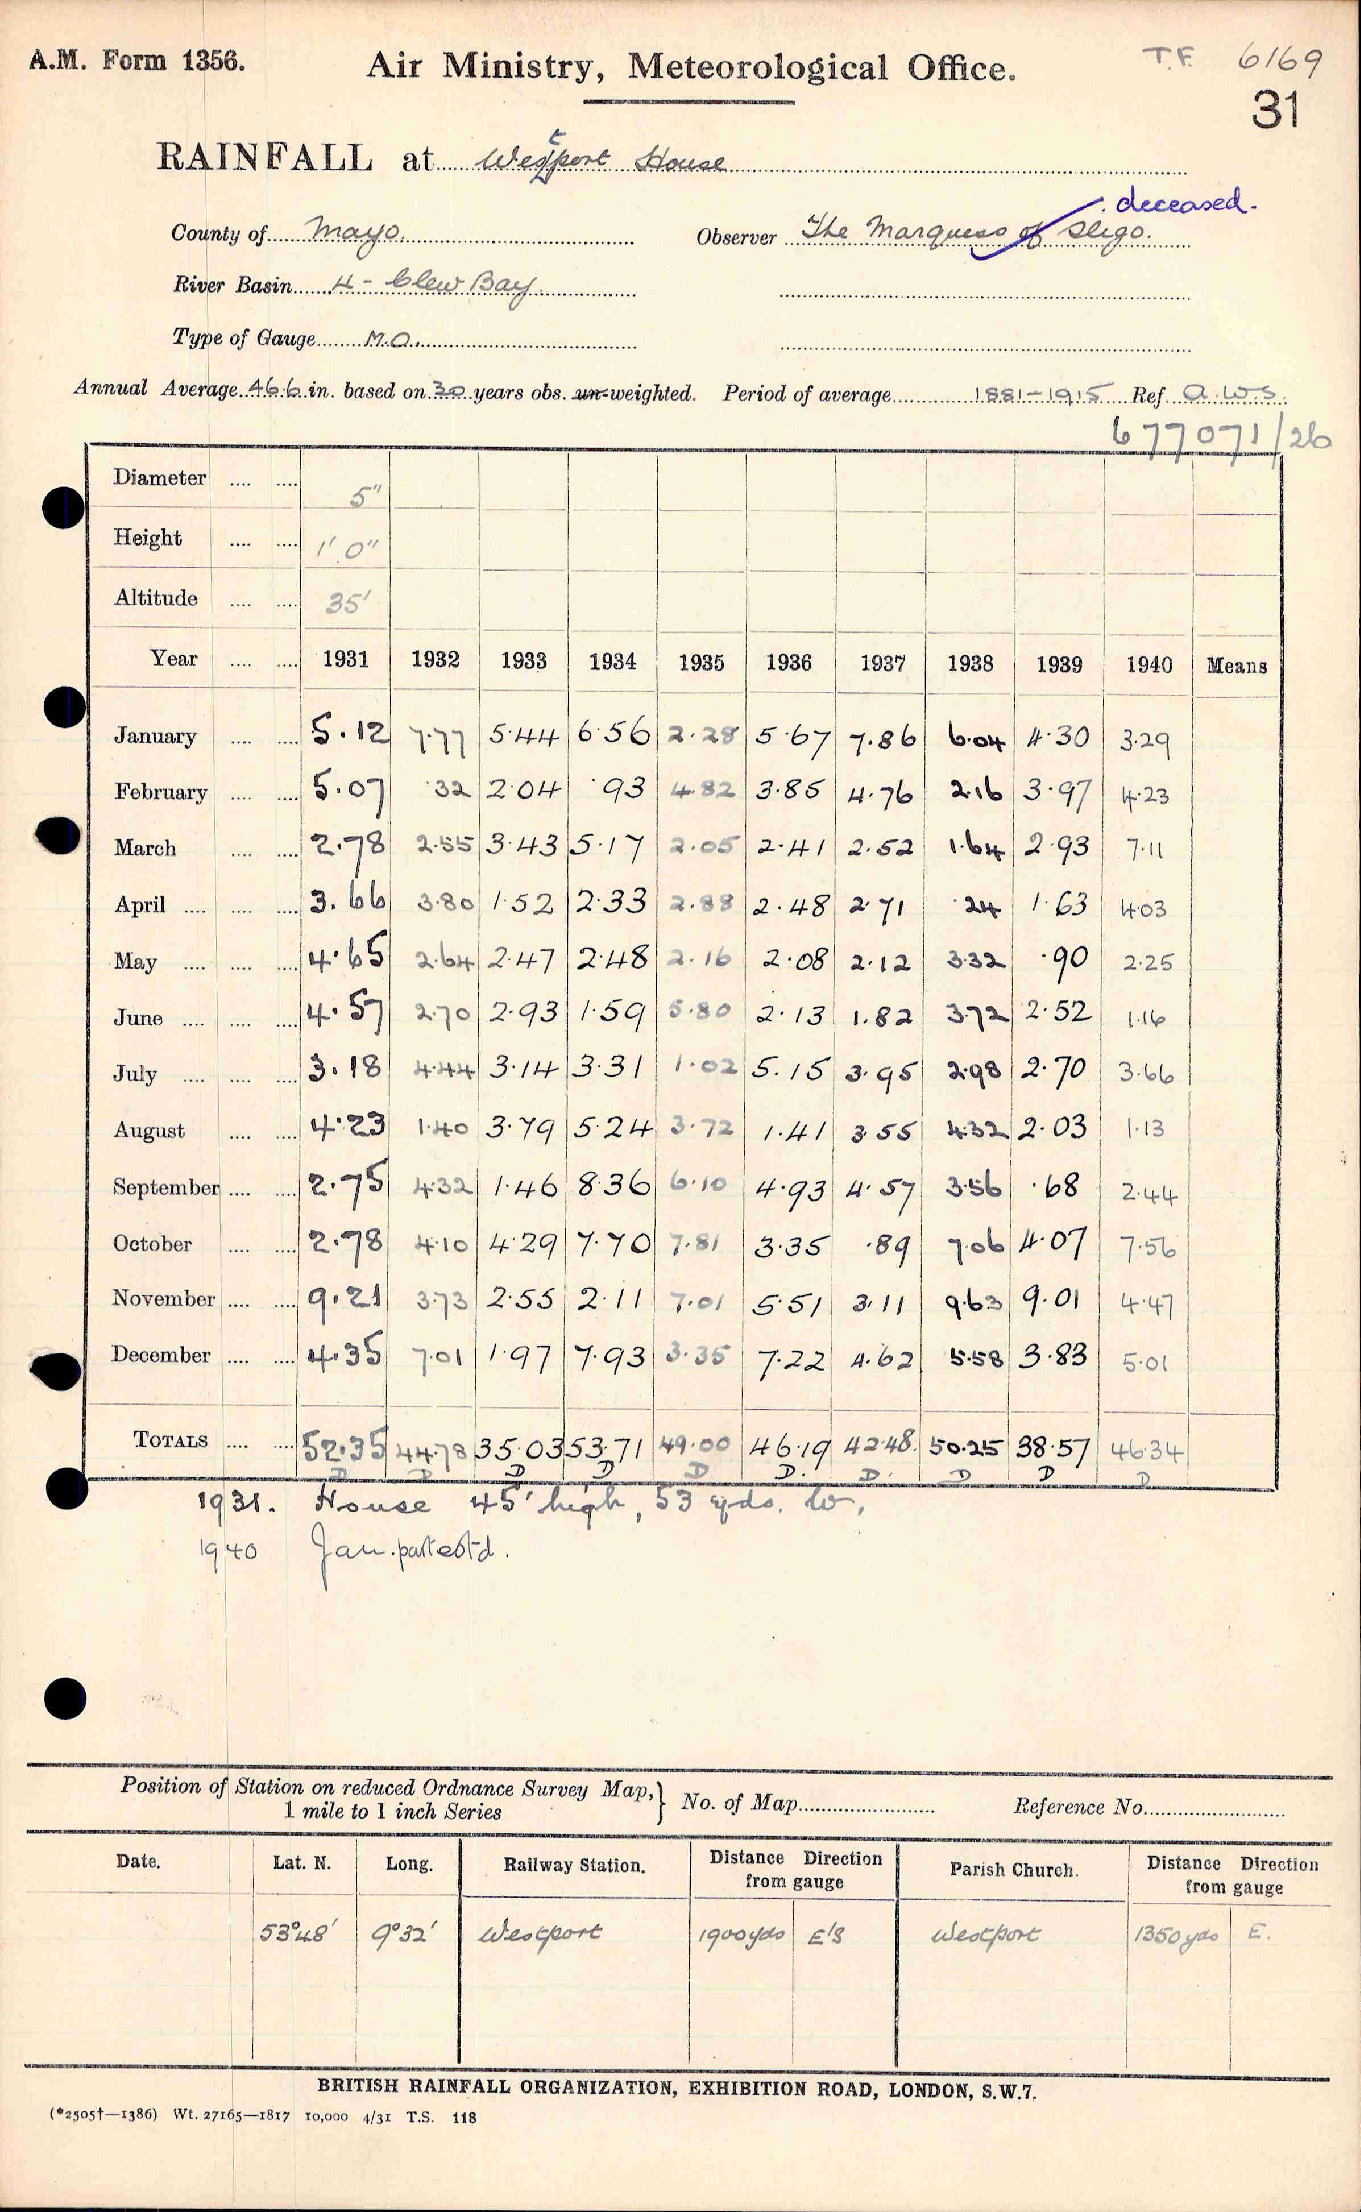 A.M. Form 1356.
Air Ministry, Meteorological Office.
T.F. 6169
31
RAINFALL at Westport House
deceased.
County of Mayo. Observer The Marquess of Sligo.
River Basin 4 - Clew Bay.
Type of Gauge M.O.
Annual Average 46.6 in. based on 30 years obs. un-weighted. Period of average 1881-1915 Ref. A.W.S.
677071/26
Diameter .... .... 5"
Height .... .... 1' 0"
Altitude .... .... 35'
Year .... .... 1931 1932 1933 1934 1935 1936 1937 1938 1939 1940 Means
January .... .... 5.12 7.77 5.44 6.56 2.28 5.67 7.86 6.04 4.30 3.29
February .... .... 5.07 .32 2.04 .93 4.82 3.85 4.76 2.16 3.97 4.23
March .... .... 2.78 2.55 3.43 5.17 2.05 2.41 2.52 1.64 2.93 7.11
April .... .... .... 3.66 3.80 1.52 2.33 2.88 2.48 2.71 .24 1.63 4.03
May .... .... .... 4.65 2.64 2.47 2.48 2.16 2.08 2.12 3.32 .90 2.25
June .... .... .... 4.57 2.70 2.93 1.59 5.80 2.13 1.82 3.72 2.52 1.16
July .... .... .... 3.18 4.44 3.14 3.31 1.02 5.15 3.95 2.98 2.70 3.66
August .... .... 4.23 1.40 3.79 5.24 3.72 1.41 3.55 4.32 2.03 1.13
September .... .... 2.75 4.32 1.46 8.36 6.10 4.93 4.57 3.56 .68 2.44
October .... .... 2.78 4.10 4.29 7.70 7.81 3.35 .89 7.06 4.07 7.56
November .... .... 9.21 3.73 2.55 2.11 7.01 5.51 3.11 9.63 9.01 4.47
December .... .... 4.35 7.01 1.97 7.93 3.35 7.22 4.62 5.58 3.83 5.01
TOTALS .... .... 52.35 44.78 35.03 53.71 49.00 46.19 42.48 50.25 38.57 46.34
D D D D D D. D. D D D
1931. House 45' high, 53 yds. W,
1940 Jan. part est'd.
Position of Station on reduced Ordnance Survey Map, } No. of Map Reference No.
1 mile to 1 inch Series
Date. Lat. N. Long. Railway Station. Distance Direction from gauge Parish Church. Distance Direction from gauge
53°48' 9°32' Westport 1900 yds E'S Westport 1350 yds E.
BRITISH RAINFALL ORGANIZATION, EXHIBITION ROAD, LONDON, S.W.7.
(*2505†—1386) Wt. 27165—1817 10,000 4/31 T.S. 118